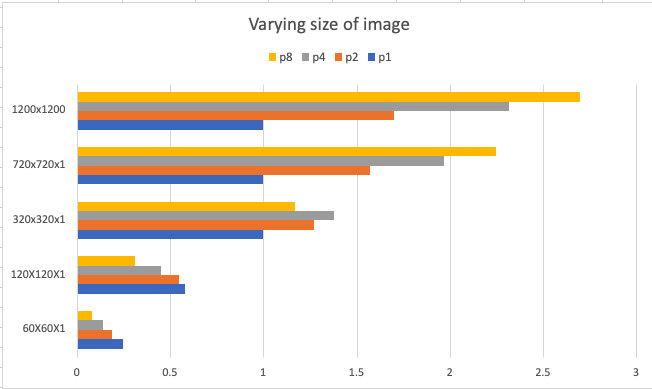 Varying size of image
p8 p4 p2 p1
1200x1200
720x720x1
320x320x1
120X120X1
60X60X1
0 0.5 1 1.5 2 2.5 3